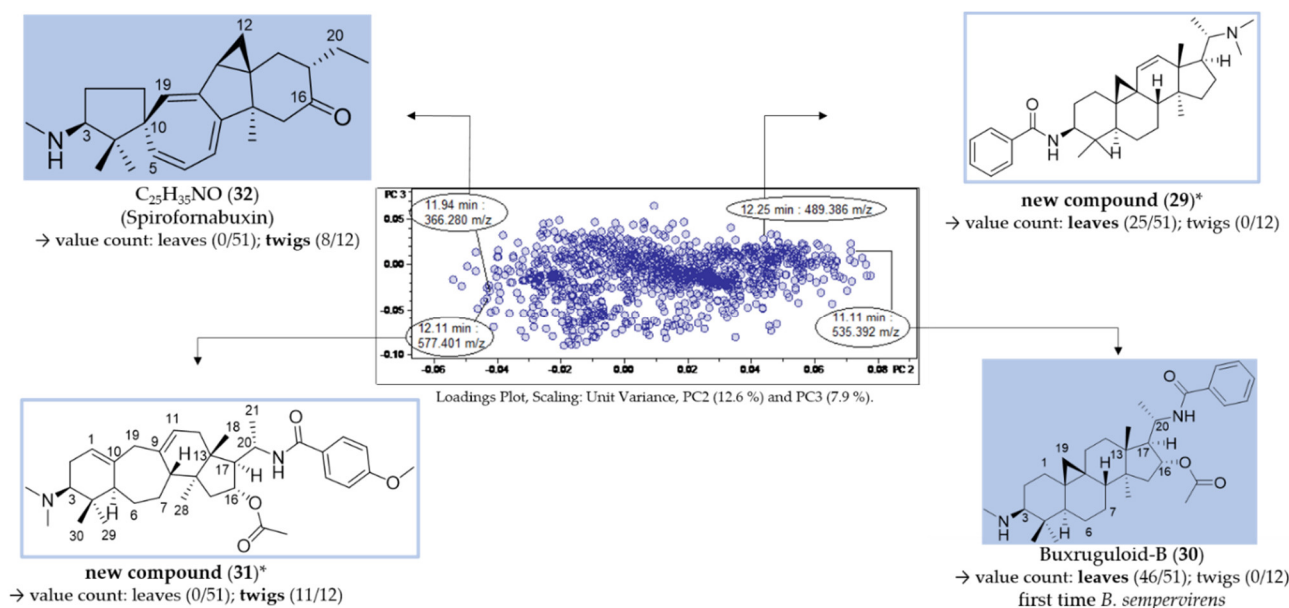 12
20
19
16
O
10
3
N
H
5
C₂₅H₃₅NO (32)
(Spirofornabuxin)
→ value count: leaves (0/51); twigs (8/12)
N
H
O
N
H
new compound (29)*
→ value count: leaves (25/51); twigs (0/12)
PC 3
11.94 min :
366.280 m/z
12.25 min : 489.386 m/z
0.05
0.00
-0.05
-0.10
12.11 min :
577.401 m/z
11.11 min :
535.392 m/z
-0.06 -0.04 -0.02 0.00 0.02 0.04 0.06 0.08 PC 2
Loadings Plot, Scaling: Unit Variance, PC2 (12.6 %) and PC3 (7.9 %).
21
O
11
18
19
1
9
20
N
H
10
13
17
H
O
H
3
16
N
H
6
7
28
O
30
29
O
new compound (31)*
→ value count: leaves (0/51); twigs (11/12)
O
N
H
20
19
13
17
H
1
16
O
H
O
3
7
N
H
H
6
Buxruguloid-B (30)
→ value count: leaves (46/51); twigs (0/12)
first time B. sempervirens